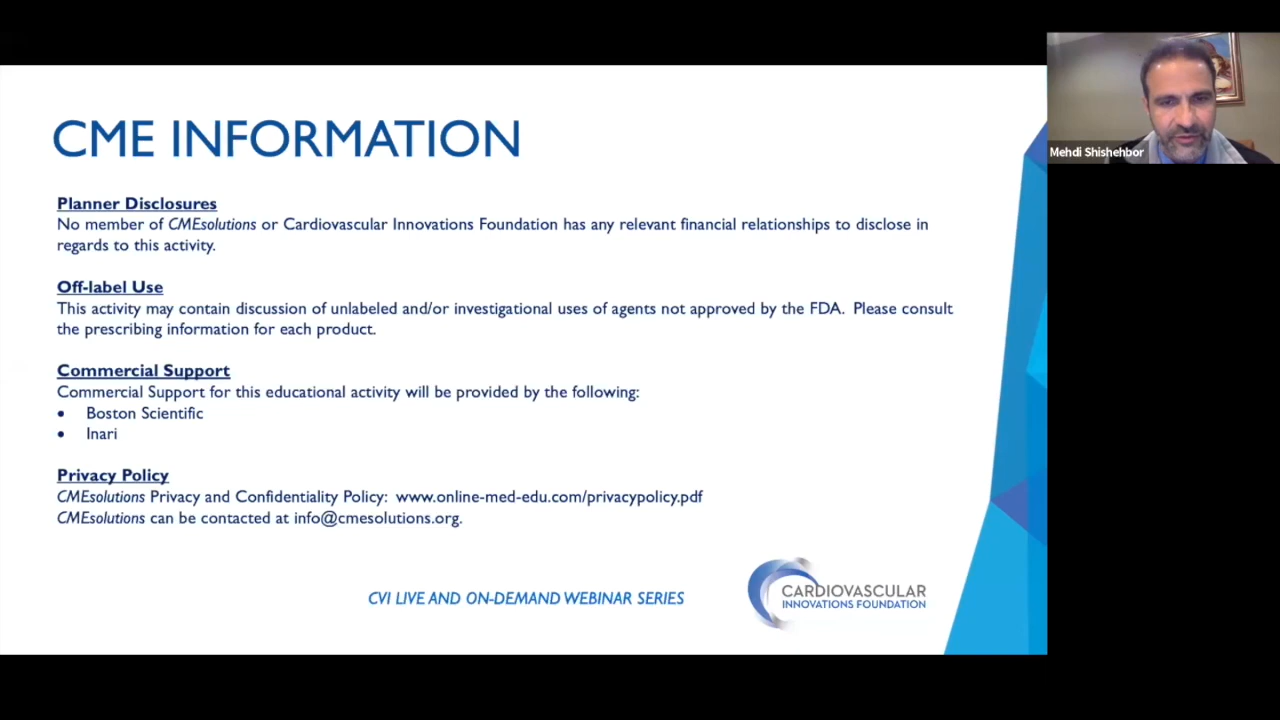 CME INFORMATION
Planner Disclosures
No member of CMEsolutions or Cardiovascular Innovations Foundation has any relevant financial relationships to disclose in
regards to this activity.
Off-label Use
This activity may contain discussion of unlabeled and/or investigational uses of agents not approved by the FDA. Please consult
the prescribing information for each product.
Commercial Support
Commercial Support for this educational activity will be provided by the following:
• Boston Scientific
• Inari
Privacy Policy
CMEsolutions Privacy and Confidentiality Policy: www.online-med-edu.com/privacypolicy.pdf
CMEsolutions can be contacted at info@cmesolutions.org.
CVI LIVE AND ON-DEMAND WEBINAR SERIES
CARDIOVASCULAR
INNOVATIONS FOUNDATION
Mehdi Shishehbor